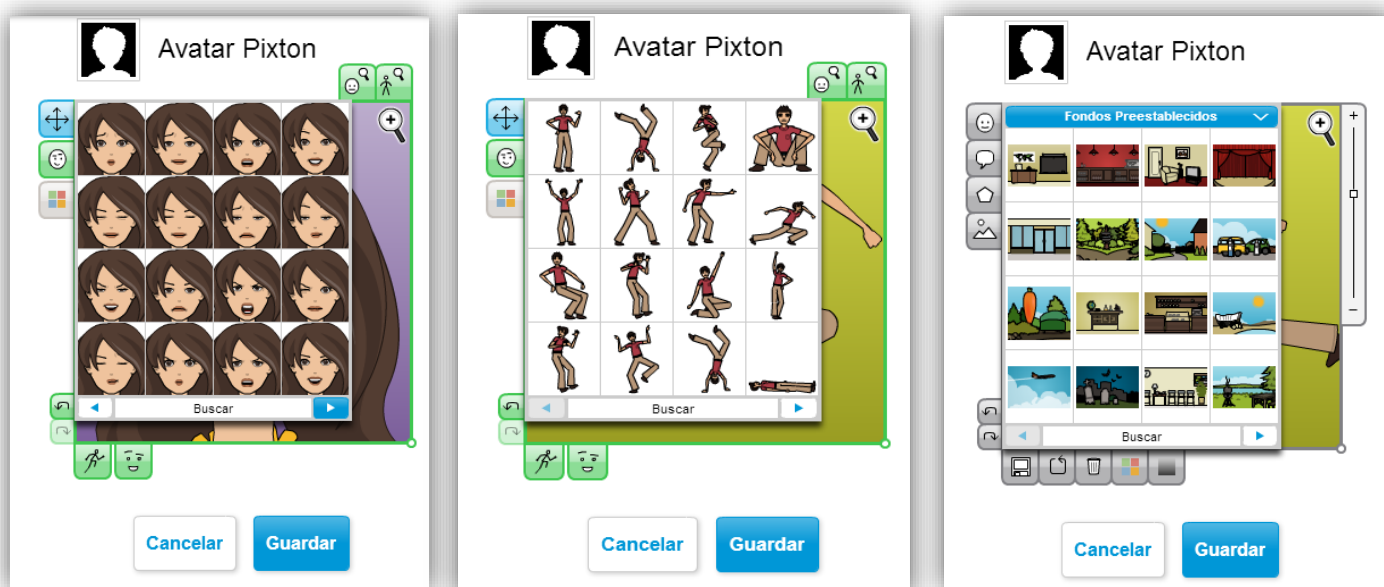 Avatar Pixton
Buscar
Cancelar
Guardar
Avatar Pixton
Buscar
Cancelar
Guardar
Avatar Pixton
Fondos Preestablecidos
Buscar
Cancelar
Guardar